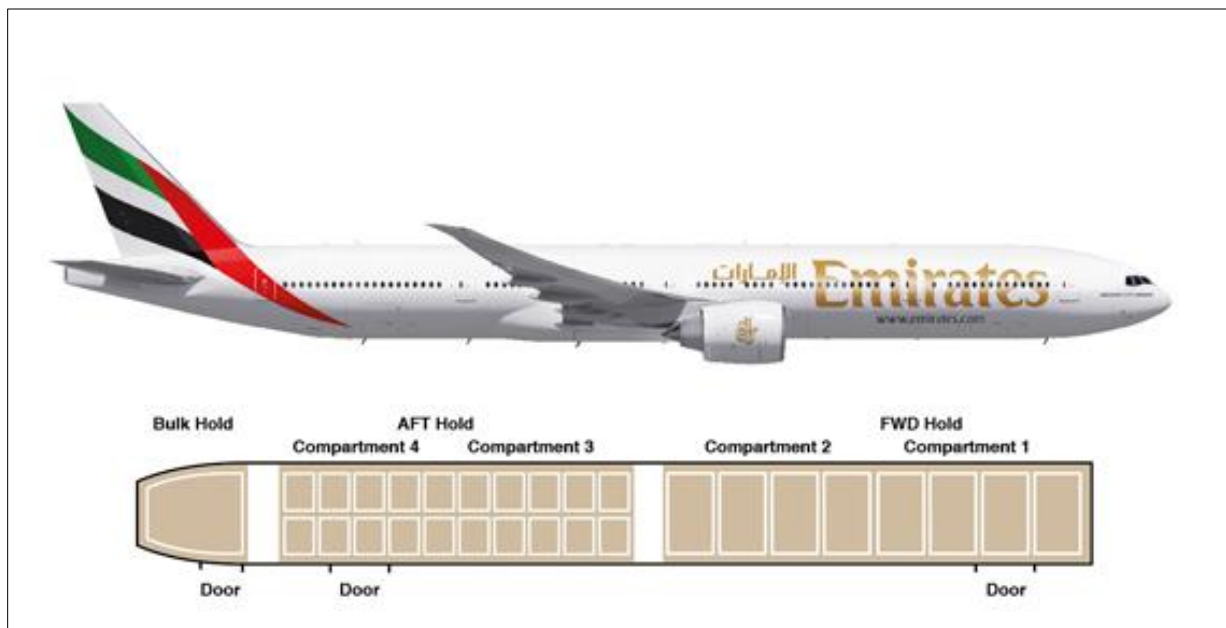 الإمارات
Emirates
www.emirates.com
Bulk Hold
AFT Hold
FWD Hold
Compartment 4
Compartment 3
Compartment 2
Compartment 1
Door
Door
Door